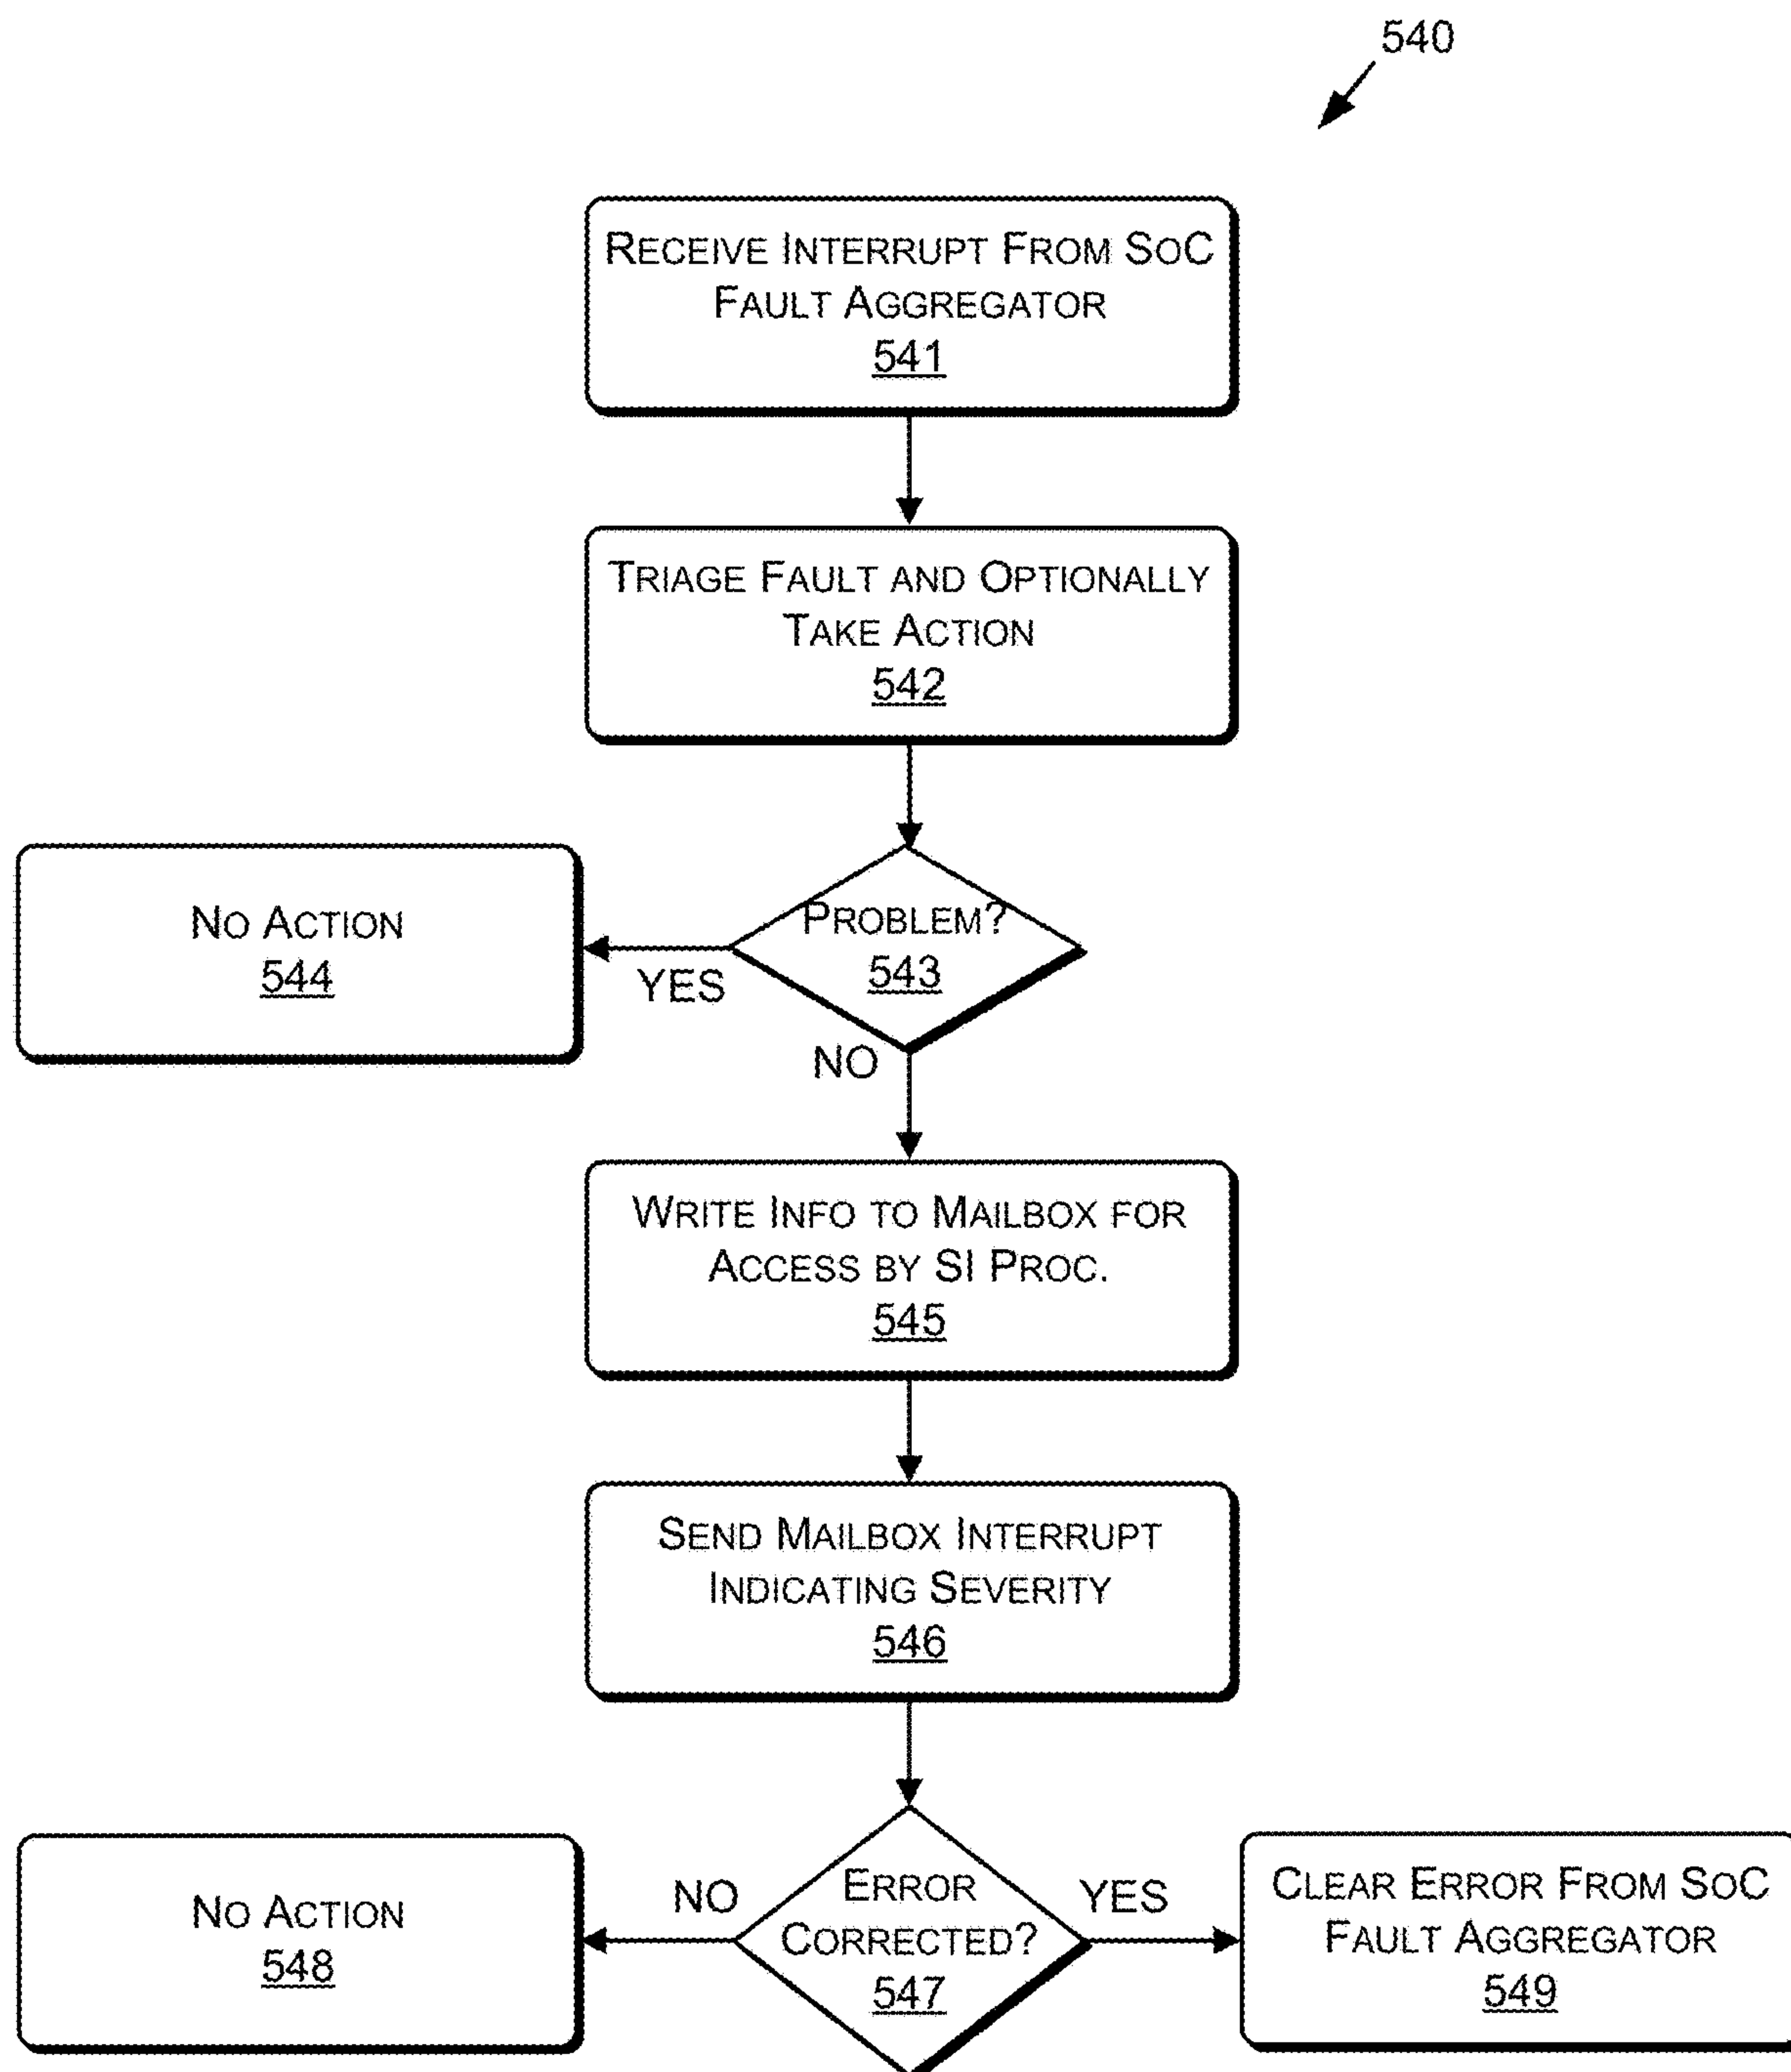 540
RECEIVE INTERRUPT FROM SOC
FAULT AGGREGATOR
541
TRIAGE FAULT AND OPTIONALLY
TAKE ACTION
542
PROBLEM?
543
YES
NO
NO ACTION
544
WRITE INFO TO MAILBOX FOR
ACCESS BY SI PROC.
545
SEND MAILBOX INTERRUPT
INDICATING SEVERITY
546
ERROR
CORRECTED?
547
NO
YES
NO ACTION
548
CLEAR ERROR FROM SOC
FAULT AGGREGATOR
549